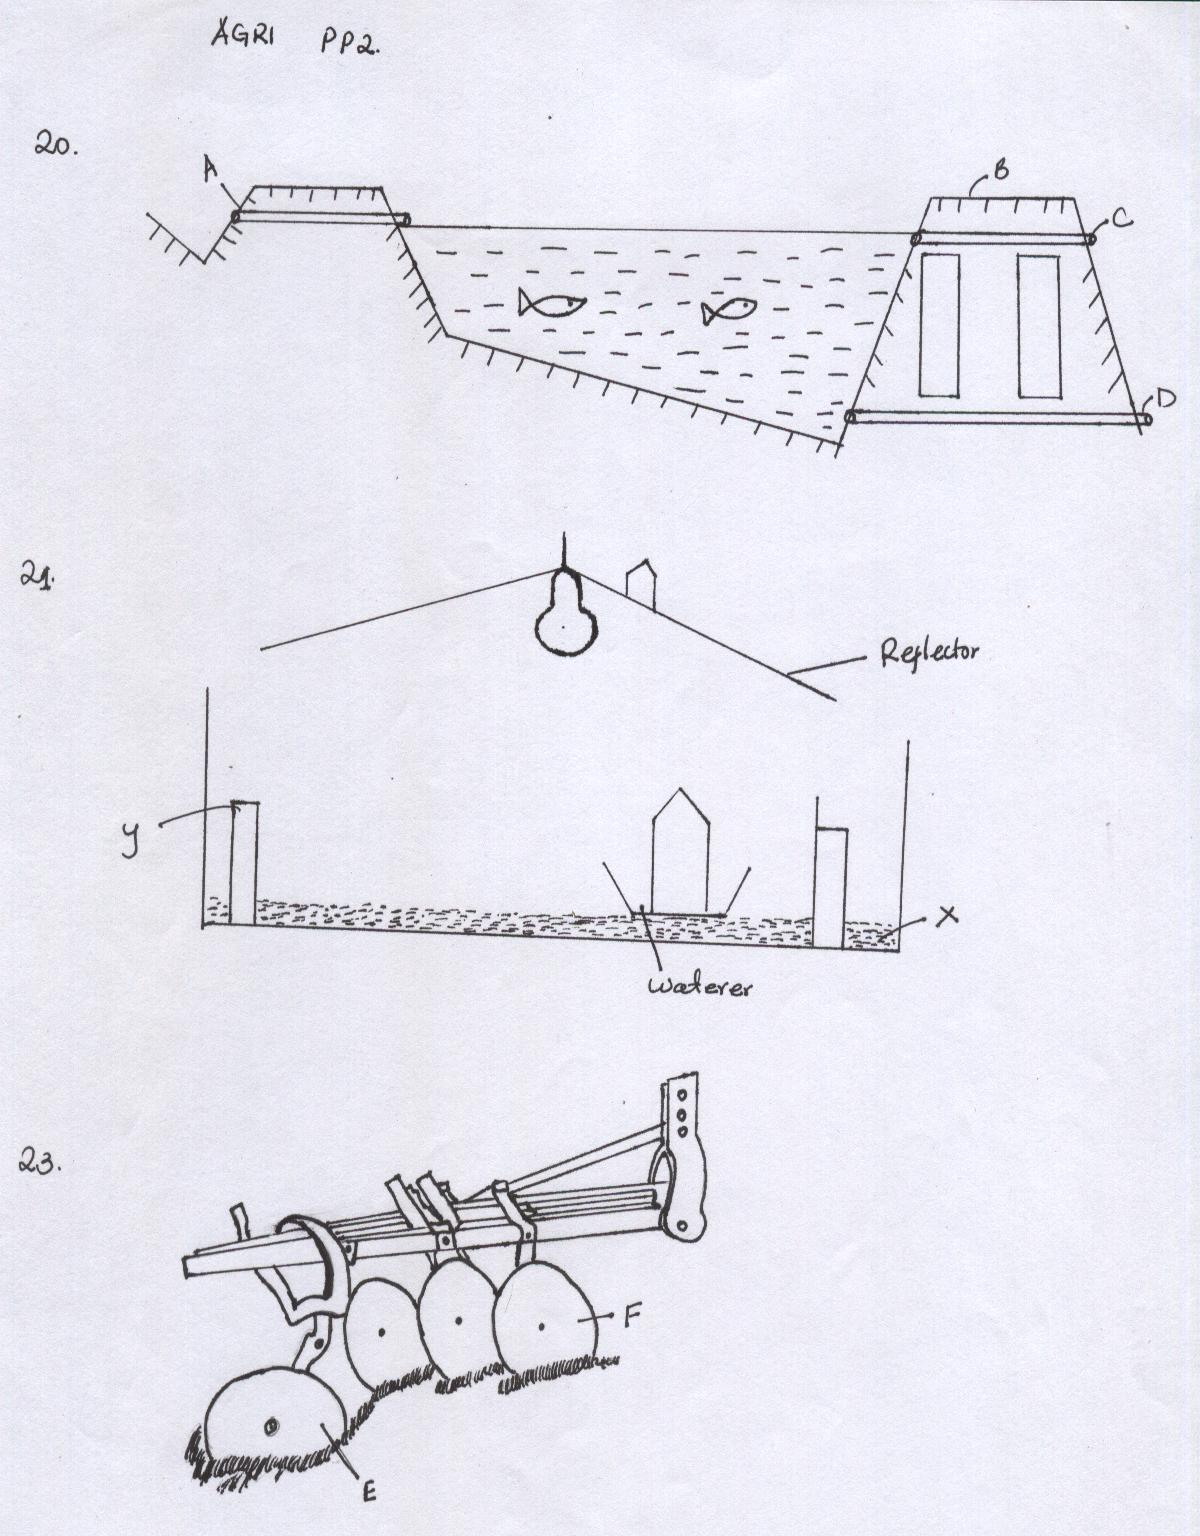 AGRI PP2.
20.
A
B
C
D
21.
Reflector
y
X
Waterer
23.
F
E